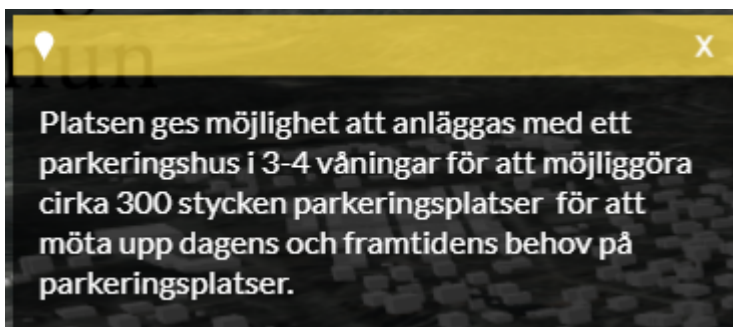 mun
X
Platsen ges möjlighet att anläggas med ett
parkeringshus i 3-4 våningar för att möjliggöra
cirka 300 stycken parkeringsplatser för att
möta upp dagens och framtidens behov på
parkeringsplatser.